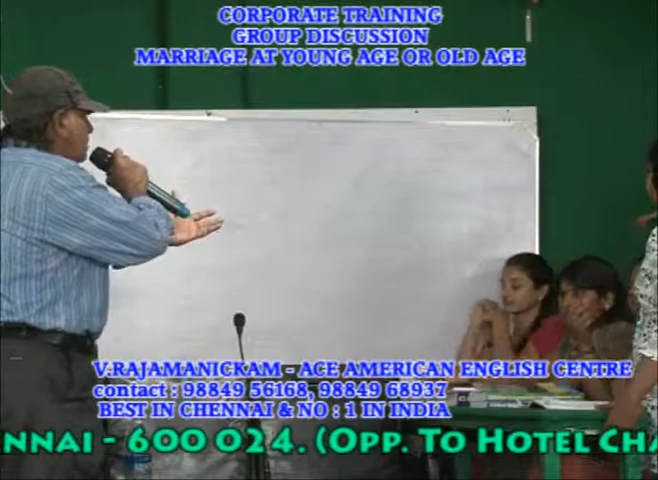 CORPORATE TRAINING
GROUP DISCUSSION
MARRIAGE AT YOUNG AGE OR OLD AGE
V.RAJAMANICKAM - ACE AMERICAN ENGLISH CENTRE
contact : 98849 56168, 98849 68937
BEST IN CHENNAI & NO : 1 IN INDIA
NNAI - 600 024. (OPP. TO HOTEL CHA